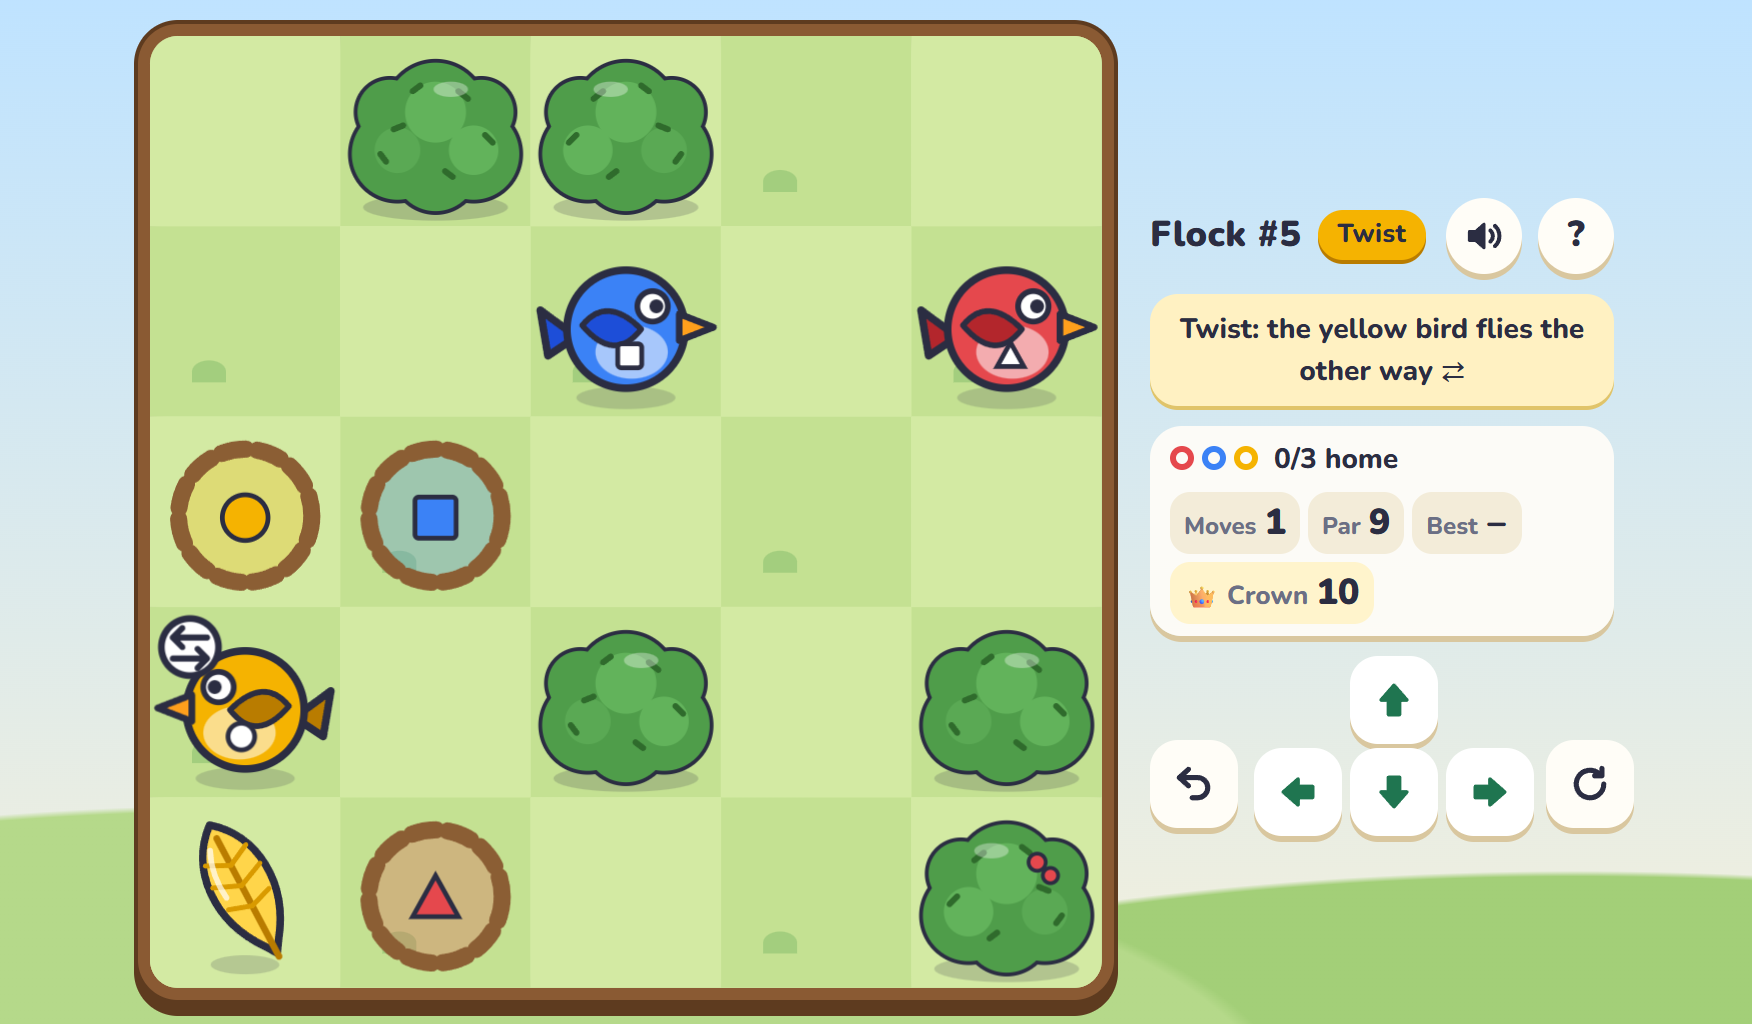 Flock #5
Twist
?
Twist: the yellow bird flies the
other way ⇄
0/3 home
Moves 1
Par 9
Best –
Crown 10